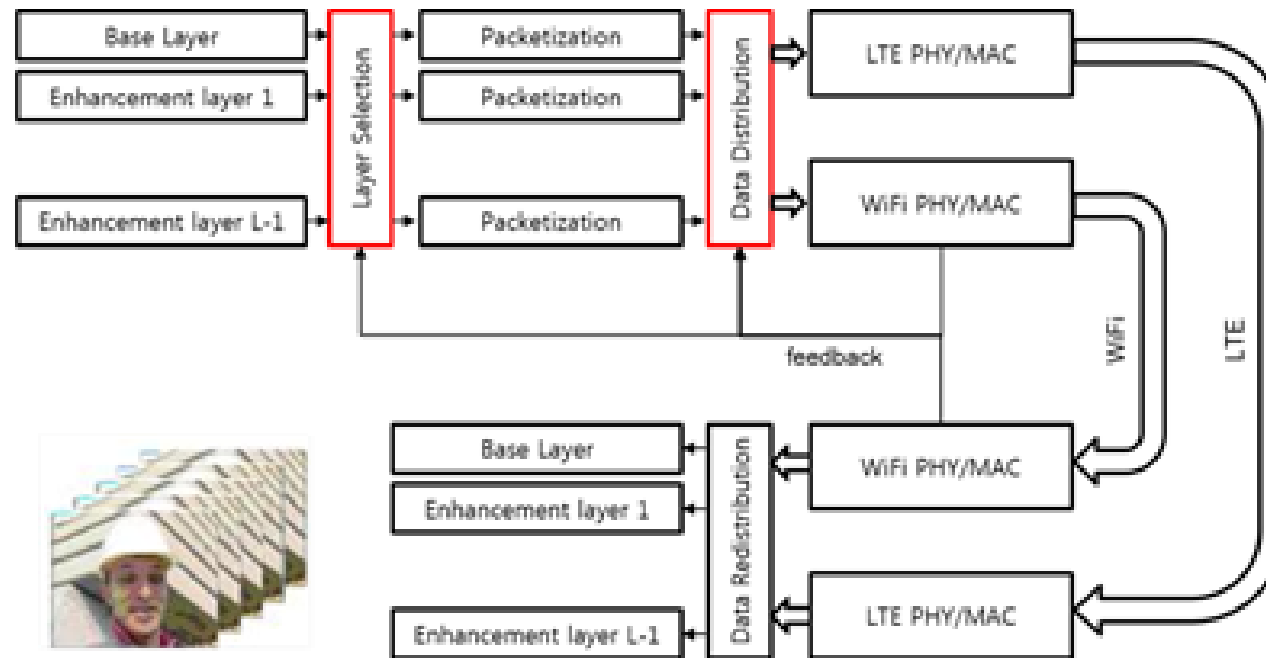 Base Layer
Enhancement layer 1
Enhancement layer L-1
Layer Selection
Packetization
Packetization
Packetization
Data Distribution
LTE PHY/MAC
WiFi PHY/MAC
feedback
WiFi
LTE
Base Layer
Enhancement layer 1
Enhancement layer L-1
Data Redistribution
WiFi PHY/MAC
LTE PHY/MAC